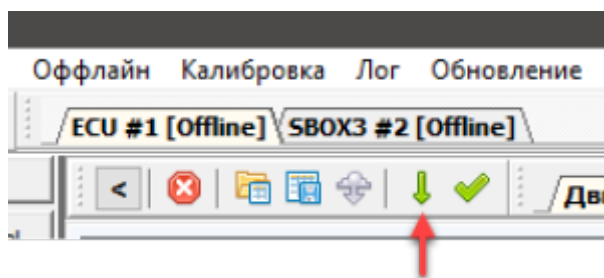 Оффлайн Калибровка Лог Обновление
ECU #1 [Offline] SBOX3 #2 [Offline]
<